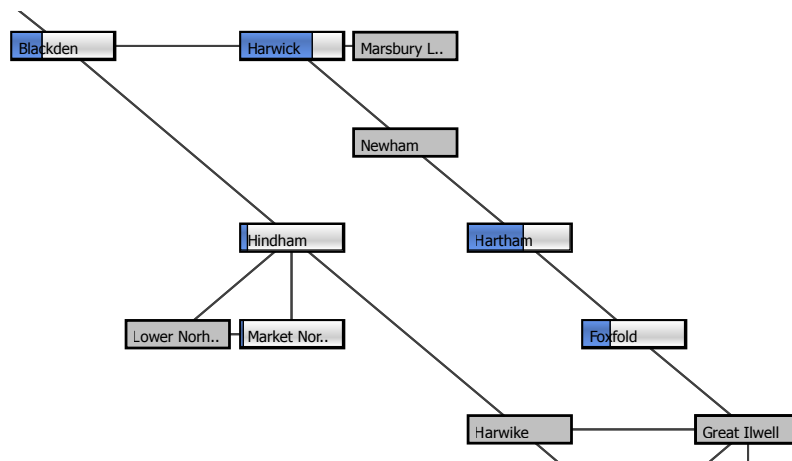 Blackden
Harwick
Marsbury L..
Newham
Hindham
Hartham
Lower Norh..
Market Nor..
Foxfold
Harwike
Great Ilwell